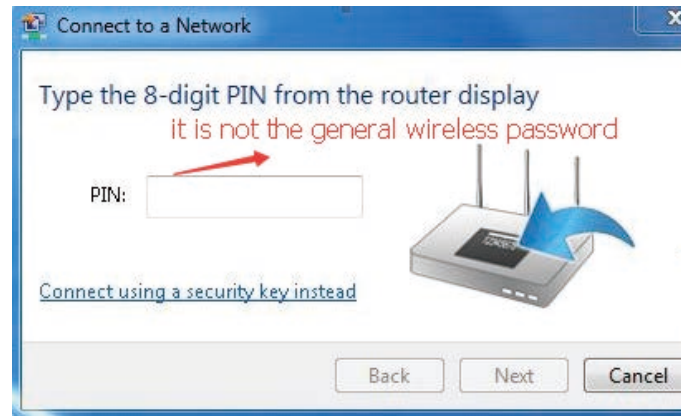 Connect to a Network
X
Type the 8-digit PIN from the router display
it is not the general wireless password
PIN:
Connect using a security key instead
Back
Next
Cancel